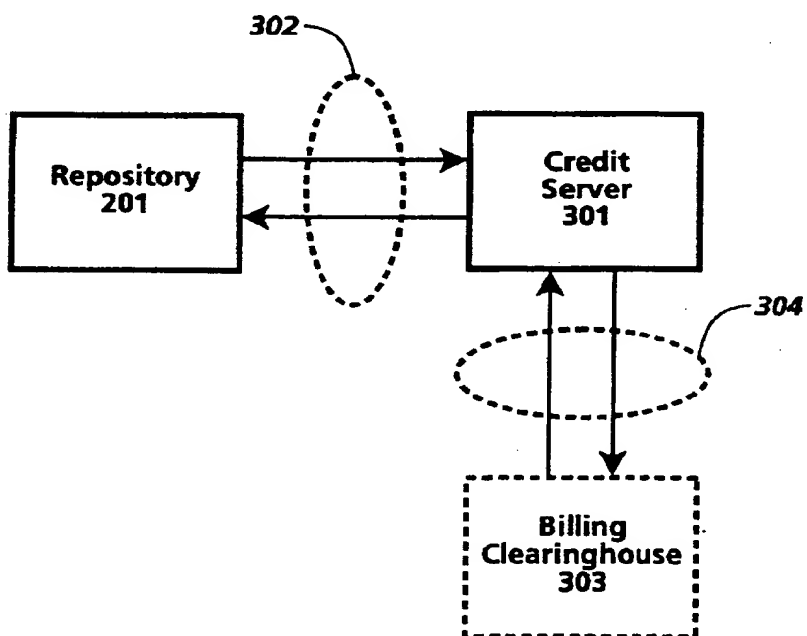 302
Repository
201
Credit
Server
301
304
Billing
Clearinghouse
303